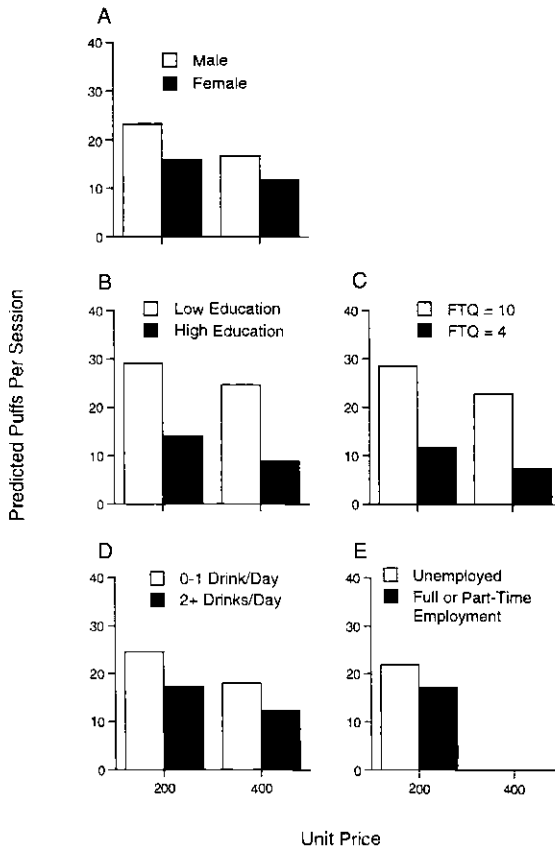 A
Male
Female
40
30
20
10
0
B
Low Education
High Education
40
30
20
10
0
C
FTQ = 10
FTQ = 4
40
30
20
10
0
D
0-1 Drink/Day
2+ Drinks/Day
40
30
20
10
0
200
400
E
Unemployed
Full or Part-Time
Employment
40
30
20
10
0
200
400
Predicted Puffs Per Session
Unit Price